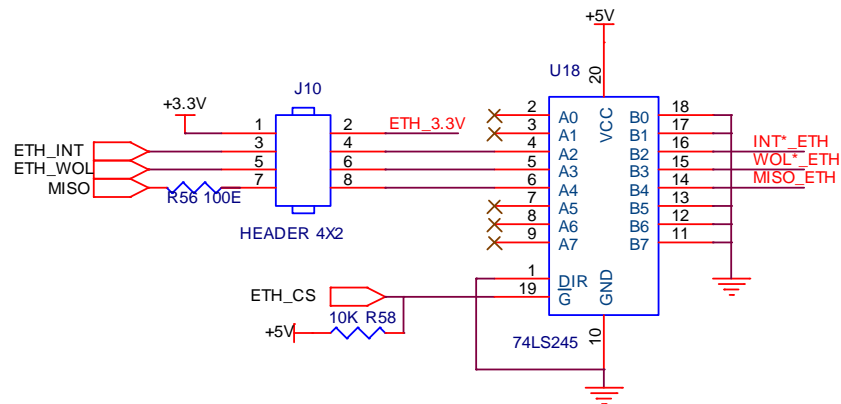 +5V
U18
J10
+3.3V
20
1 2 ETH_3.3V
ETH_INT 3 4
ETH_WOL 5 6
MISO 7 8
R56 100E
HEADER 4X2
VCC
2 A0 B0 18
3 A1 B1 17
4 A2 B2 16 INT*_ETH
5 A3 B3 15 WOL*_ETH
6 A4 B4 14 MISO_ETH
7 A5 B5 13
8 A6 B6 12
9 A7 B7 11
1 DIR
ETH_CS 19 G
GND
10K R58
+5V
10
74LS245